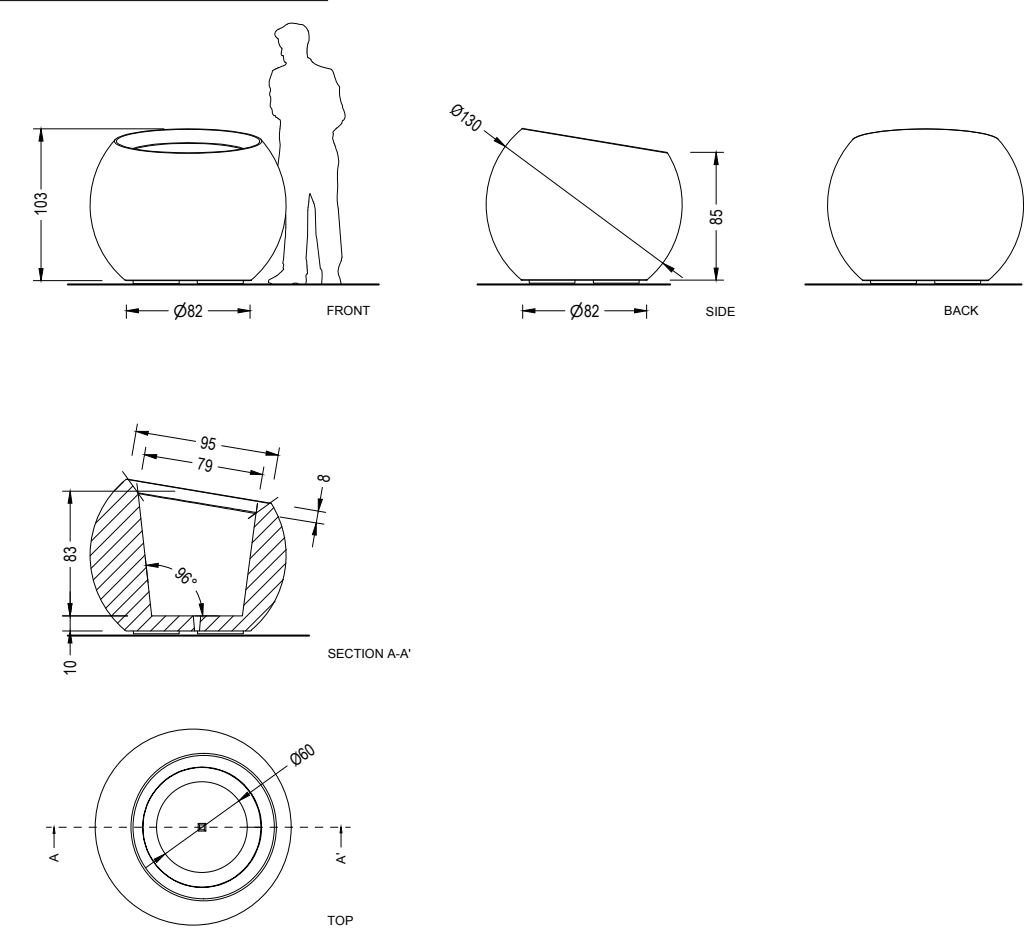 Ø130
103
85
Ø82
FRONT
Ø82
SIDE
BACK
95
79
8
83
96°
10
SECTION A-A'
Ø60
A
A'
TOP